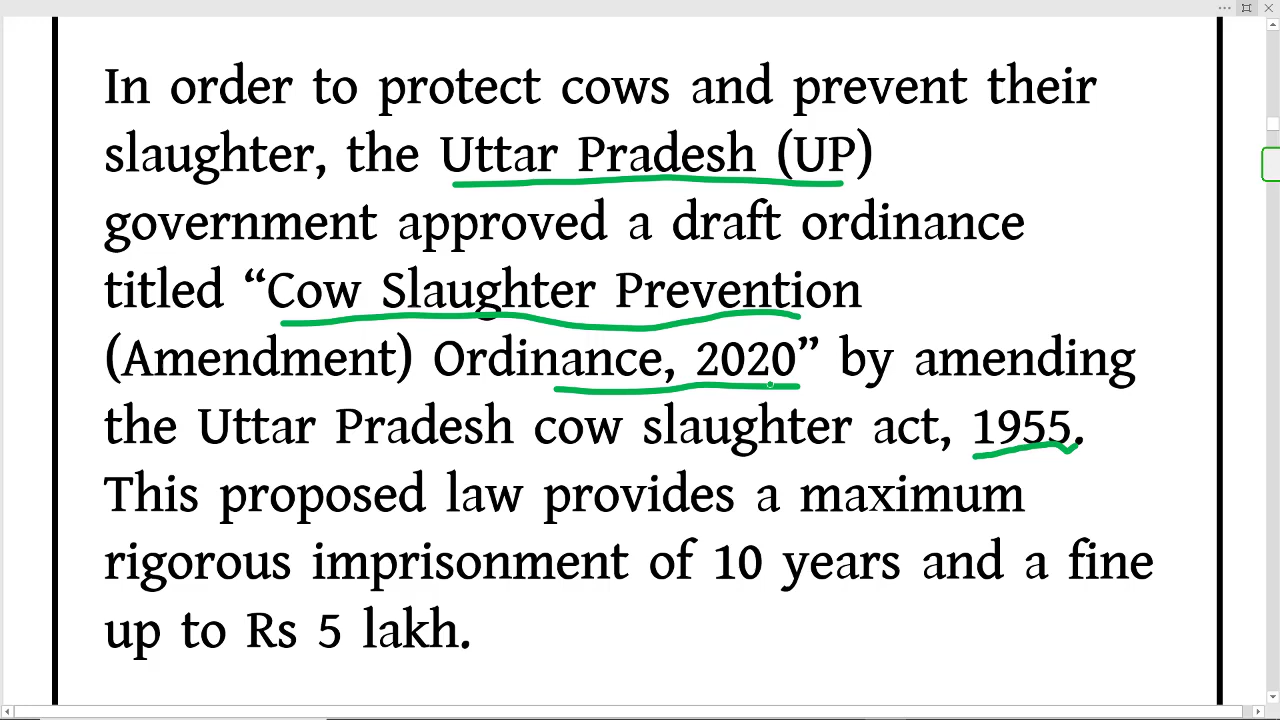 In order to protect cows and prevent their
slaughter, the Uttar Pradesh (UP)
government approved a draft ordinance
titled “Cow Slaughter Prevention
(Amendment) Ordinance, 2020” by amending
the Uttar Pradesh cow slaughter act, 1955.
This proposed law provides a maximum
rigorous imprisonment of 10 years and a fine
up to Rs 5 lakh.